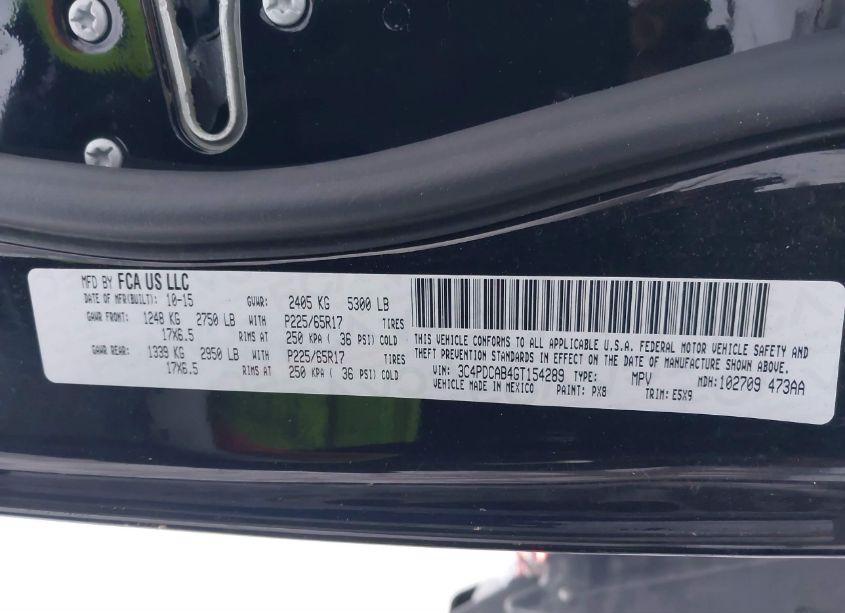 MFD BY FCA US LLC
DATE OF MFR(BUILT): 10-15 GVWR: 2405 KG 5300 LB
GAWR FRONT: 1248 KG 2750 LB WITH P225/65R17 TIRES
17X6.5 RIMS AT 250 KPA ( 36 PSI) COLD
GAWR REAR: 1339 KG 2950 LB WITH P225/65R17 TIRES
17X6.5 RIMS AT 250 KPA ( 36 PSI) COLD
THIS VEHICLE CONFORMS TO ALL APPLICABLE U.S.A. FEDERAL MOTOR VEHICLE SAFETY AND
THEFT PREVENTION STANDARDS IN EFFECT ON THE DATE OF MANUFACTURE SHOWN ABOVE.
VIN: 3C4PDCAB4GT154289 TYPE: MPV MDH:102709 473AA
VEHICLE MADE IN MEXICO PAINT: PX8 TRIM: E5X9